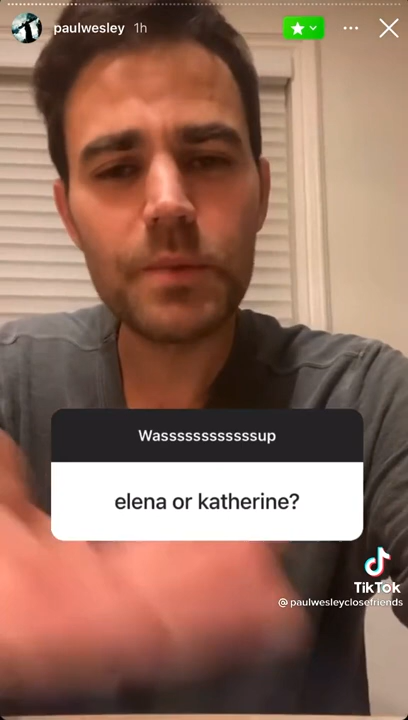 paulwesley 1h
Wasssssssssssup
elena or katherine?
TikTok
@paulwesleyclosefriends